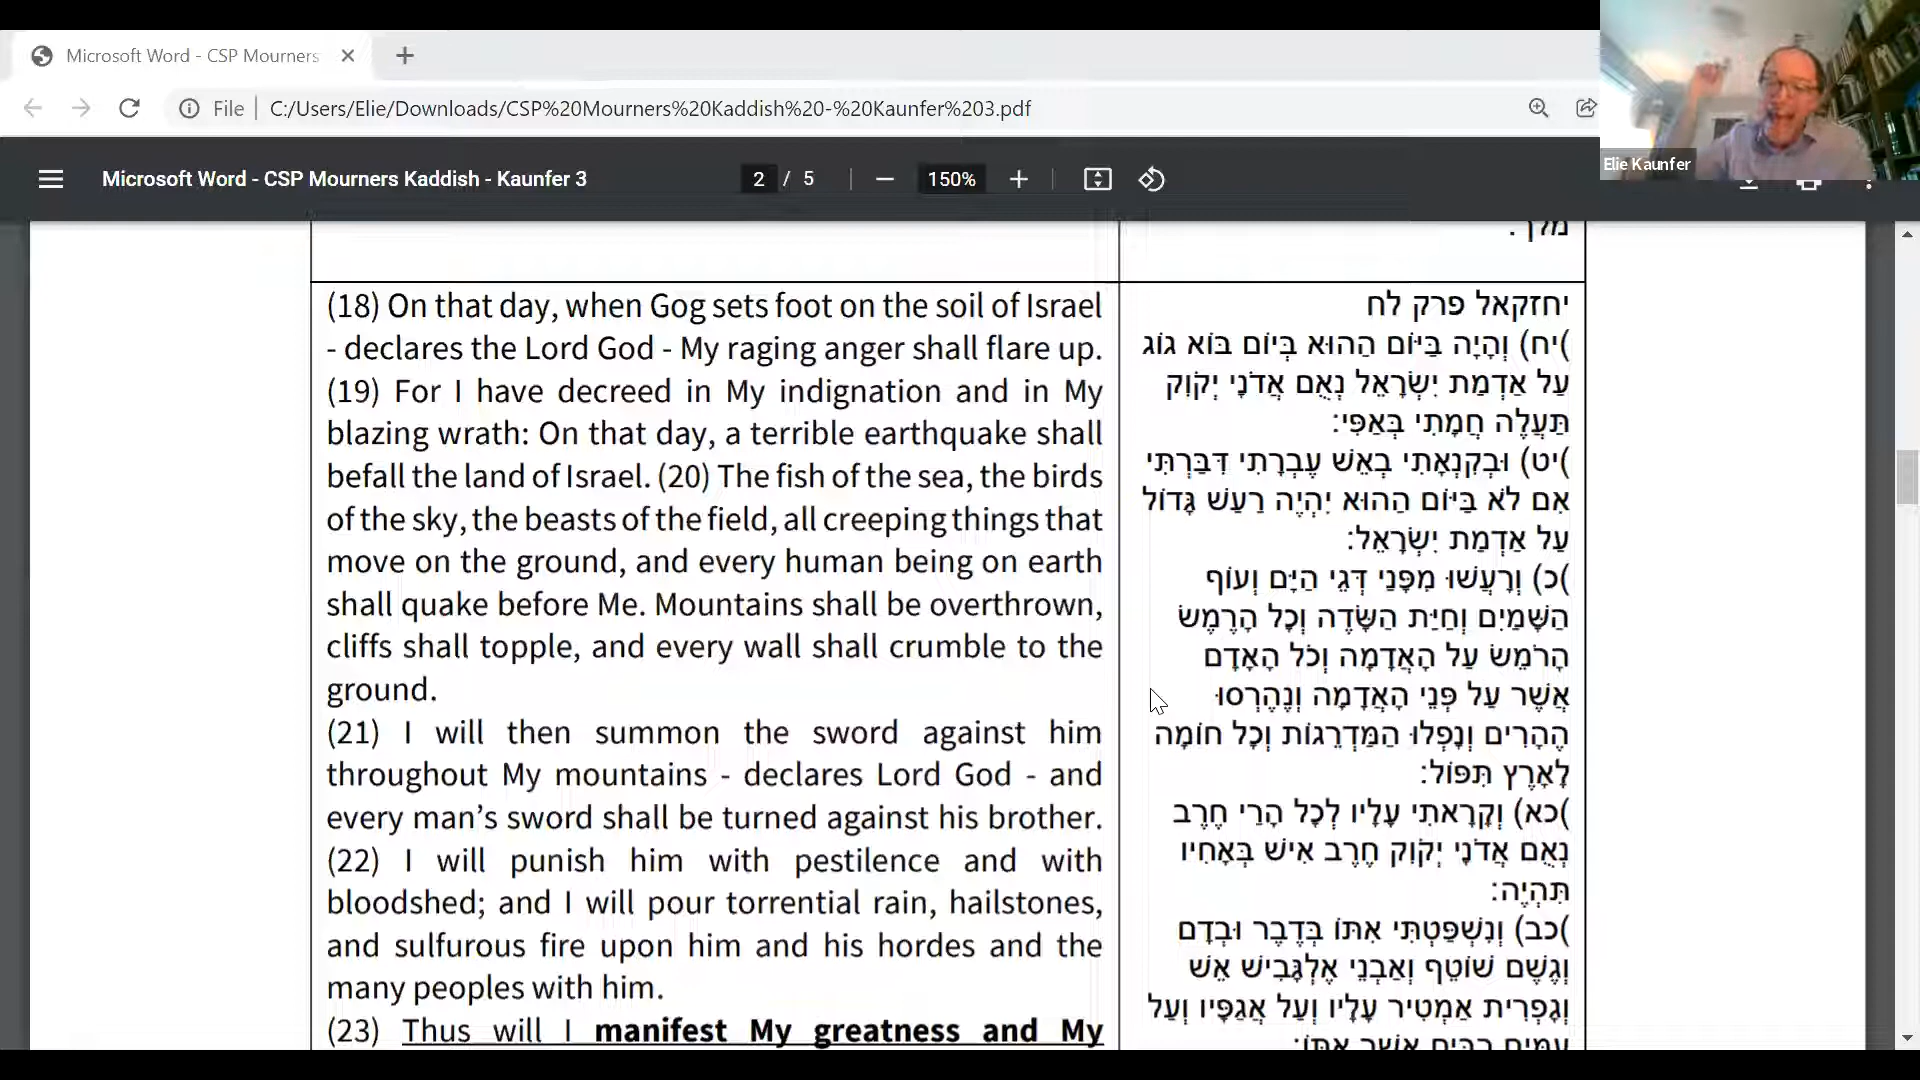 Microsoft Word - CSP Mourners
File
C:/Users/Elie/Downloads/CSP%20Mourners%20Kaddish%20-%20Kaunfer%203.pdf
Elie Kaunfer
Microsoft Word - CSP Mourners Kaddish - Kaunfer 3
2 / 5
150%
מלך.
(18) On that day, when Gog sets foot on the soil of Israel
- declares the Lord God - My raging anger shall flare up.
(19) For I have decreed in My indignation and in My
blazing wrath: On that day, a terrible earthquake shall
befall the land of Israel. (20) The fish of the sea, the birds
of the sky, the beasts of the field, all creeping things that
move on the ground, and every human being on earth
shall quake before Me. Mountains shall be overthrown,
cliffs shall topple, and every wall shall crumble to the
ground.
(21) I will then summon the sword against him
throughout My mountains - declares Lord God - and
every man’s sword shall be turned against his brother.
(22) I will punish him with pestilence and with
bloodshed; and I will pour torrential rain, hailstones,
and sulfurous fire upon him and his hordes and the
many peoples with him.
(23) Thus will I manifest My greatness and My
יחזקאל פרק לח
(יח) וְהָיָה בַּיּוֹם הַהוּא בְּיוֹם בּוֹא גוֹג
עַל אַדְמַת יִשְׂרָאֵל נְאֻם אֲדֹנָי יְקֹוִק
תַּעֲלֶה חֲמָתִי בְּאַפִּי:
(יט) וּבְקִנְאָתִי בְאֵשׁ עֶבְרָתִי דִּבַּרְתִּי
אִם לֹא בַּיּוֹם הַהוּא יִהְיֶה רַעַשׁ גָּדוֹל
עַל אַדְמַת יִשְׂרָאֵל:
(כ) וְרָעֲשׁוּ מִפָּנַי דְּגֵי הַיָּם וְעוֹף
הַשָּׁמַיִם וְחַיַּת הַשָּׂדֶה וְכָל הָרֶמֶשׂ
הָרֹמֵשׂ עַל הָאֲדָמָה וְכֹל הָאָדָם
אֲשֶׁר עַל פְּנֵי הָאֲדָמָה וְנֶהֶרְסוּ
הֶהָרִים וְנָפְלוּ הַמַּדְרֵגוֹת וְכָל חוֹמָה
לָאָרֶץ תִּפּוֹל:
(כא) וְקָרָאתִי עָלָיו לְכָל הָרַי חֶרֶב
נְאֻם אֲדֹנָי יְקֹוִק חֶרֶב אִישׁ בְּאָחִיו
תִּהְיֶה:
(כב) וְנִשְׁפַּטְתִּי אִתּוֹ בְּדֶבֶר וּבְדָם
וְגֶשֶׁם שׁוֹטֵף וְאַבְנֵי אֶלְגָּבִישׁ אֵשׁ
וְגָפְרִית אַמְטִיר עָלָיו וְעַל אֲגַפָּיו וְעַל
עַמִּים רַבִּים אֲשֶׁר אִתּוֹ: